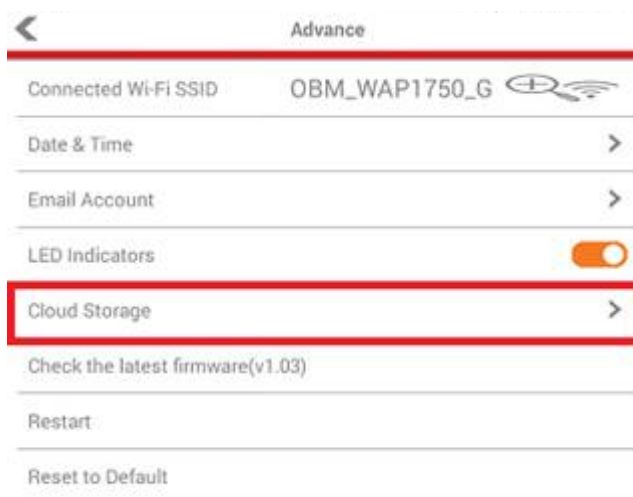 Advance
Connected Wi-Fi SSID OBM_WAP1750_G
Date & Time
Email Account
LED Indicators
Cloud Storage
Check the latest firmware(v1.03)
Restart
Reset to Default